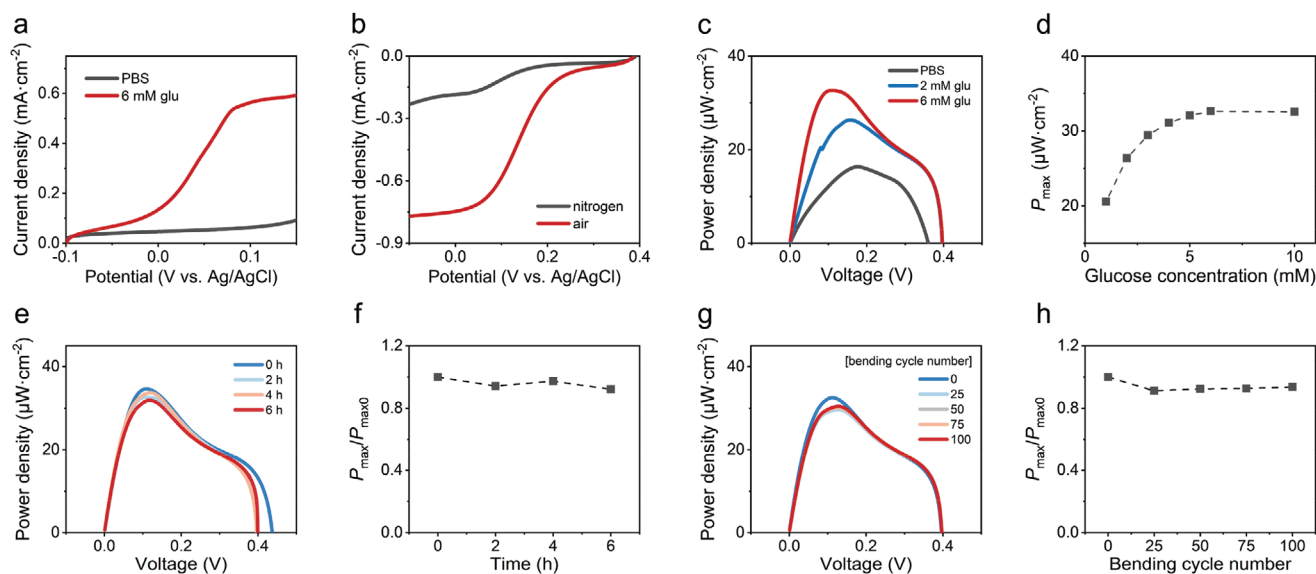 a
Current density (mA·cm⁻²)
0.6
0.4
0.2
0.0
-0.1
0.0
0.1
Potential (V vs. Ag/AgCl)
PBS
6 mM glu
b
Current density (mA·cm⁻²)
0.0
-0.3
-0.6
-0.9
0.0
0.2
0.4
Potential (V vs. Ag/AgCl)
nitrogen
air
c
Power density (µW·cm⁻²)
40
20
0
0.0
0.2
0.4
Voltage (V)
PBS
2 mM glu
6 mM glu
d
Pmax (µW·cm⁻²)
40
30
20
0
5
10
Glucose concentration (mM)
e
Power density (µW·cm⁻²)
40
20
0
0.0
0.2
0.4
Voltage (V)
0 h
2 h
4 h
6 h
f
Pmax/Pmax0
1.2
0.8
0.4
0.0
0
2
4
6
Time (h)
g
Power density (µW·cm⁻²)
40
20
0
0.0
0.2
0.4
Voltage (V)
[bending cycle number]
0
25
50
75
100
h
Pmax/Pmax0
1.2
0.8
0.4
0.0
0
25
50
75
100
Bending cycle number